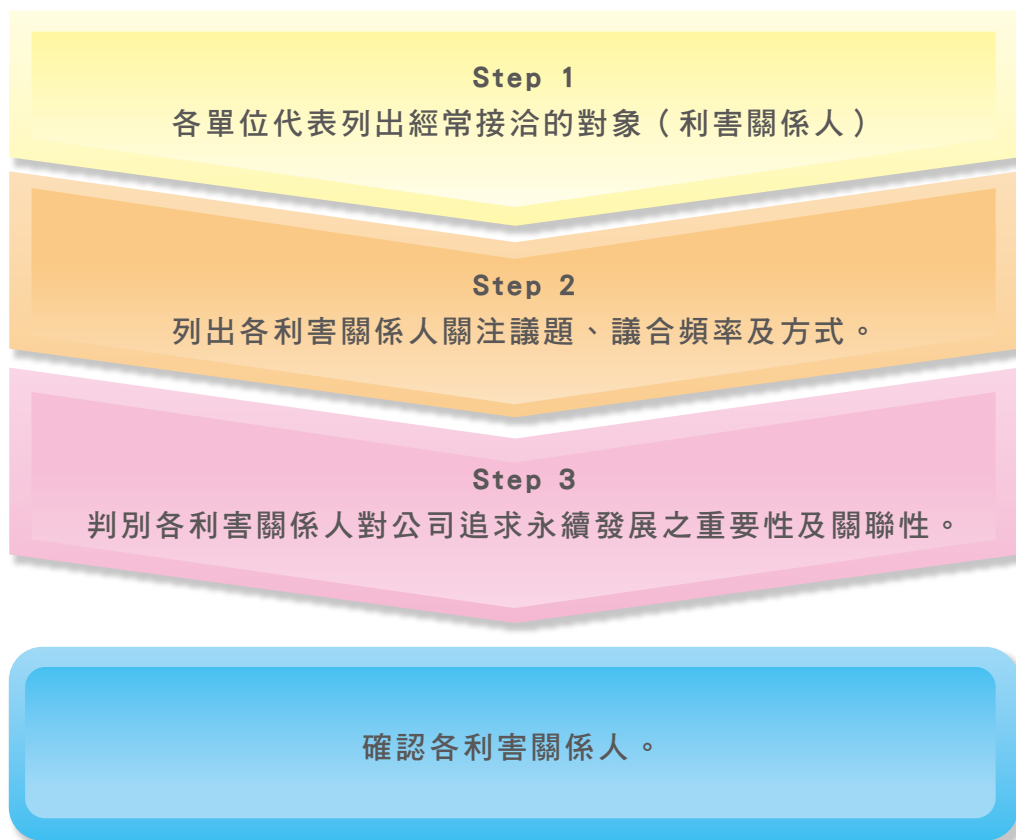 Step 1
各單位代表列出經常接洽的對象（利害關係人）
Step 2
列出各利害關係人關注議題、議合頻率及方式。
Step 3
判別各利害關係人對公司追求永續發展之重要性及關聯性。
確認各利害關係人。